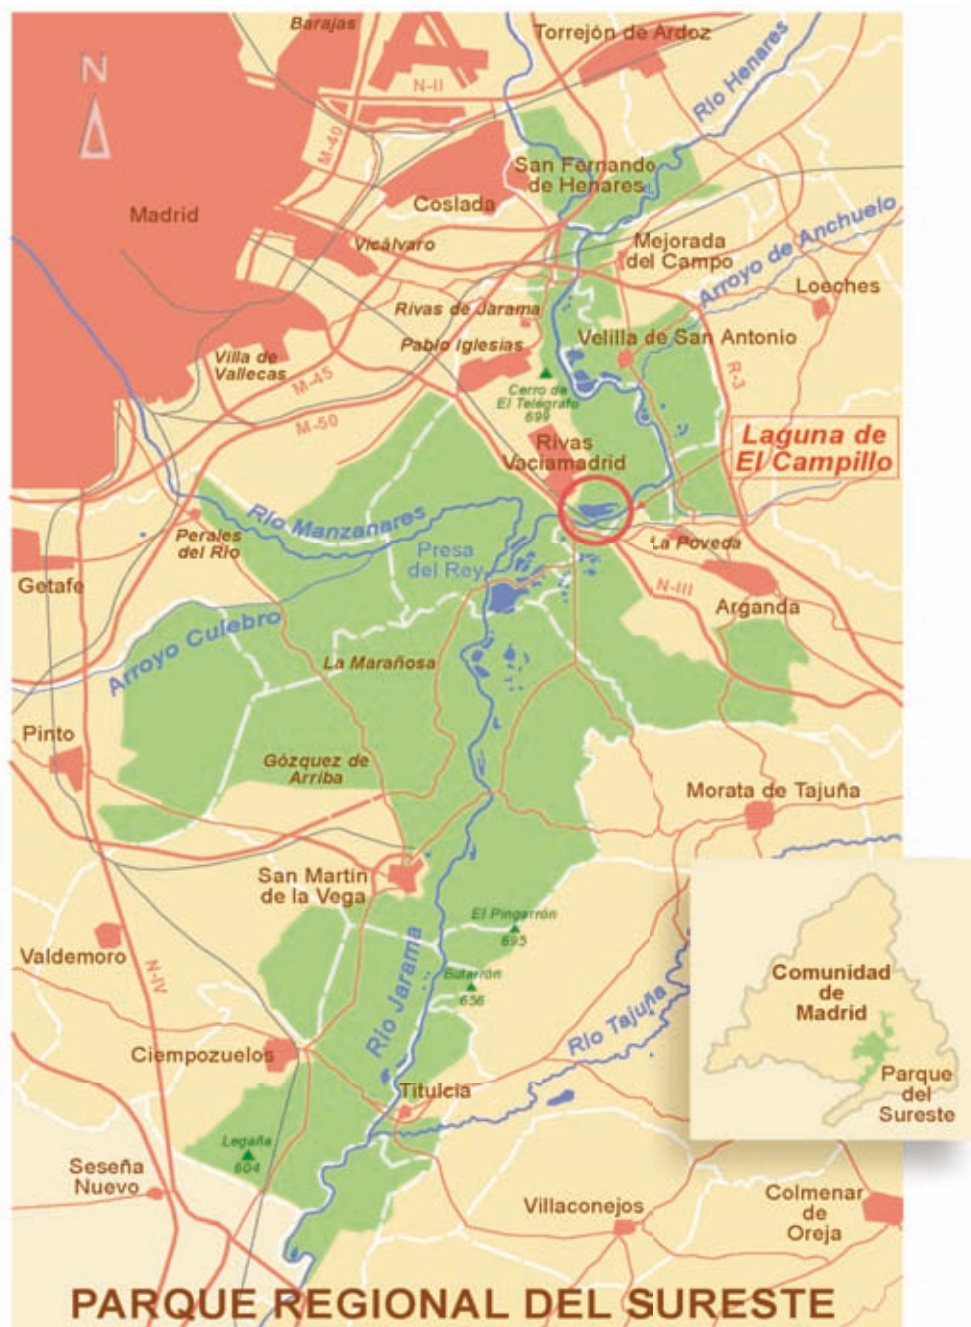 Barajas
Torrejón de Ardoz
N
N-II
Río Henares
M-40
San Fernando
de Henares
Coslada
Madrid
Vicálvaro
Mejorada
del Campo
Arroyo de Anchuelo
Loeches
Rivas de Jarama
Pablo Iglesias
Velilla de San Antonio
Villa de
Vallecas
M-45
R-3
Cerro de
El Telégrafo
699
M-50
Rivas
Vaciamadrid
Laguna de
El Campillo
Río Manzanares
Perales
del Río
Presa
del Rey
La Poveda
Getafe
N-III
Arganda
Arroyo Culebro
La Marañosa
Pinto
Gózquez de
Arriba
Morata de Tajuña
San Martín
de la Vega
El Pingarrón
695
Valdemoro
N-IV
Butarrón
656
Río Jarama
Río Tajuña
Comunidad
de
Madrid
Ciempozuelos
Parque
del
Sureste
Titulcia
Legaña
604
Seseña
Nuevo
Villaconejos
Colmenar
de
Oreja
PARQUE REGIONAL DEL SURESTE